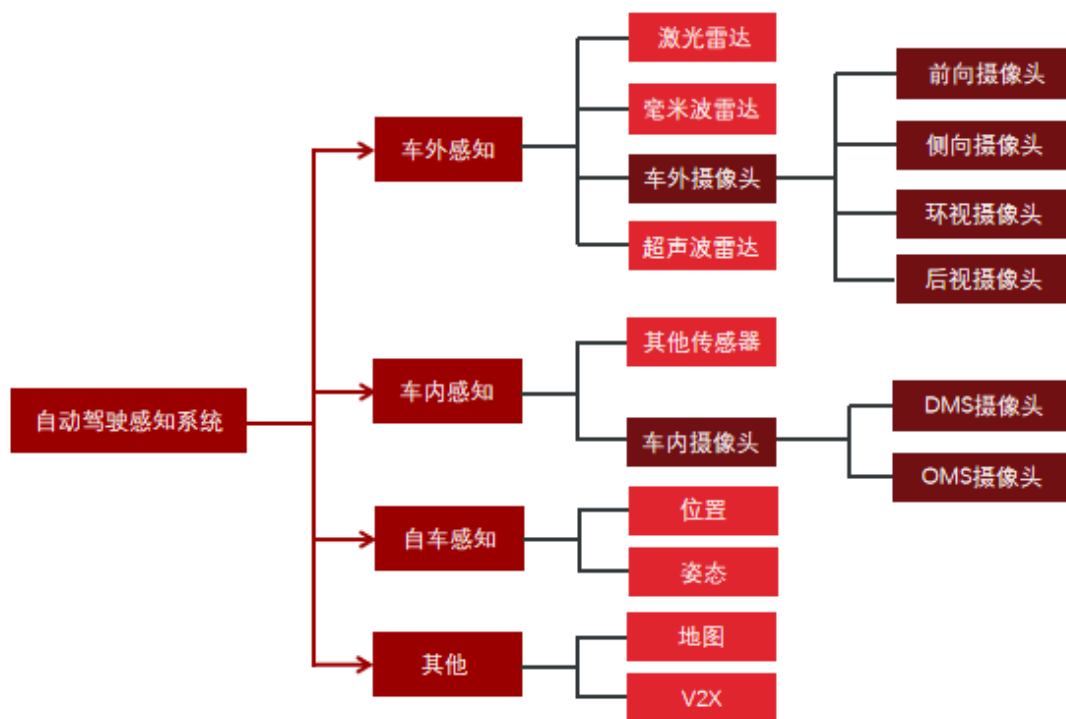 自动驾驶感知系统
车外感知
激光雷达
毫米波雷达
车外摄像头
前向摄像头
侧向摄像头
环视摄像头
后视摄像头
超声波雷达
车内感知
其他传感器
车内摄像头
DMS摄像头
OMS摄像头
自车感知
位置
姿态
其他
地图
V2X